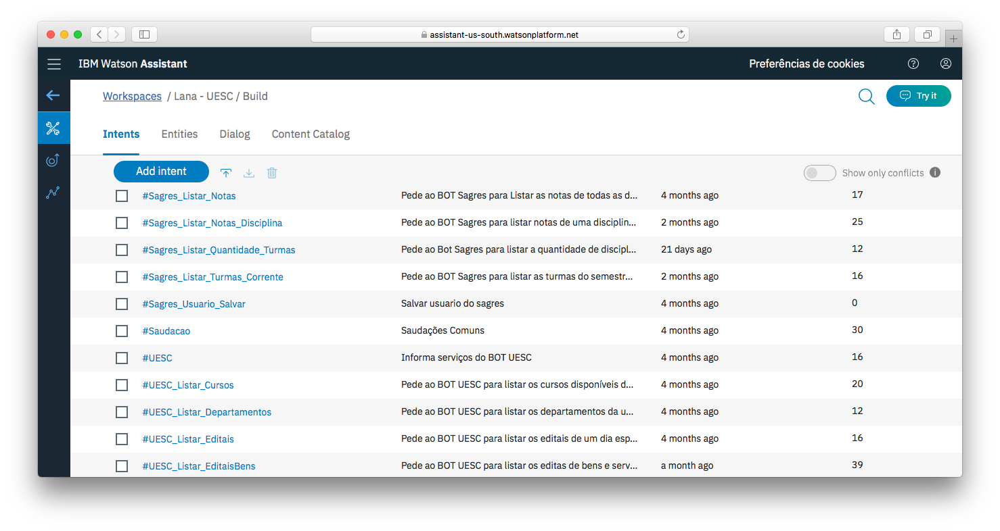 assistant-us-south.watsonplatform.net
IBM Watson Assistant Preferências de cookies
Workspaces / Lana - UESC / Build Try it
Intents Entities Dialog Content Catalog
Add intent Show only conflicts
#Sagres_Listar_Notas Pede ao BOT Sagres para Listar as notas de todas as d... 4 months ago 17
#Sagres_Listar_Notas_Disciplina Pede ao BOT Sagres para listar notas de uma disciplin... 2 months ago 25
#Sagres_Listar_Quantidade_Turmas Pede ao Bot Sagres para listar a quantidade de discipl... 21 days ago 12
#Sagres_Listar_Turmas_Corrente Pede ao BOT Sagres para listar as turmas do semestr... 2 months ago 16
#Sagres_Usuario_Salvar Salvar usuario do sagres 4 months ago 0
#Saudacao Saudações Comuns 4 months ago 30
#UESC Informa serviços do BOT UESC 4 months ago 16
#UESC_Listar_Cursos Pede ao BOT UESC para listar os cursos disponíveis d... 4 months ago 20
#UESC_Listar_Departamentos Pede ao BOT UESC para listar os departamentos da u... 4 months ago 12
#UESC_Listar_Editais Pede ao BOT UESC para listar os editais de um dia esp... 4 months ago 16
#UESC_Listar_EditaisBens Pede ao BOT UESC para listar os editas de bens e serv... a month ago 39